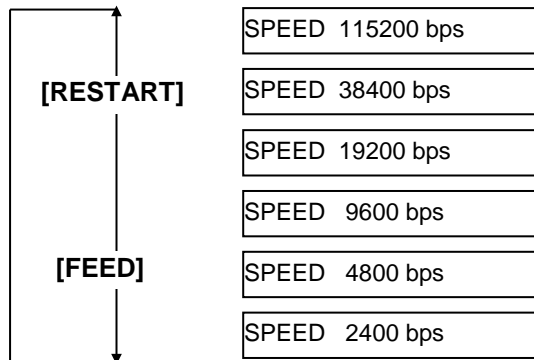 SPEED 115200 bps
[RESTART]
SPEED 38400 bps
SPEED 19200 bps
SPEED 9600 bps
[FEED]
SPEED 4800 bps
SPEED 2400 bps